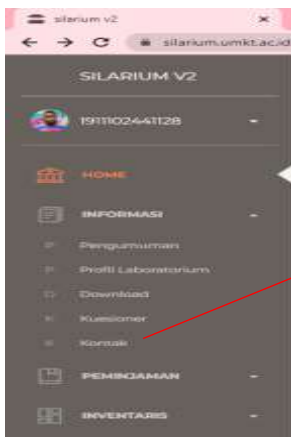 silarium v2
silarium.umkt.ac.id
SILARIUM V2
1911102441128
HOME
INFORMASI
Pengumuman
Profil Laboratorium
Download
Kuesioner
Kontak
PEMINJAMAN
INVENTARIS